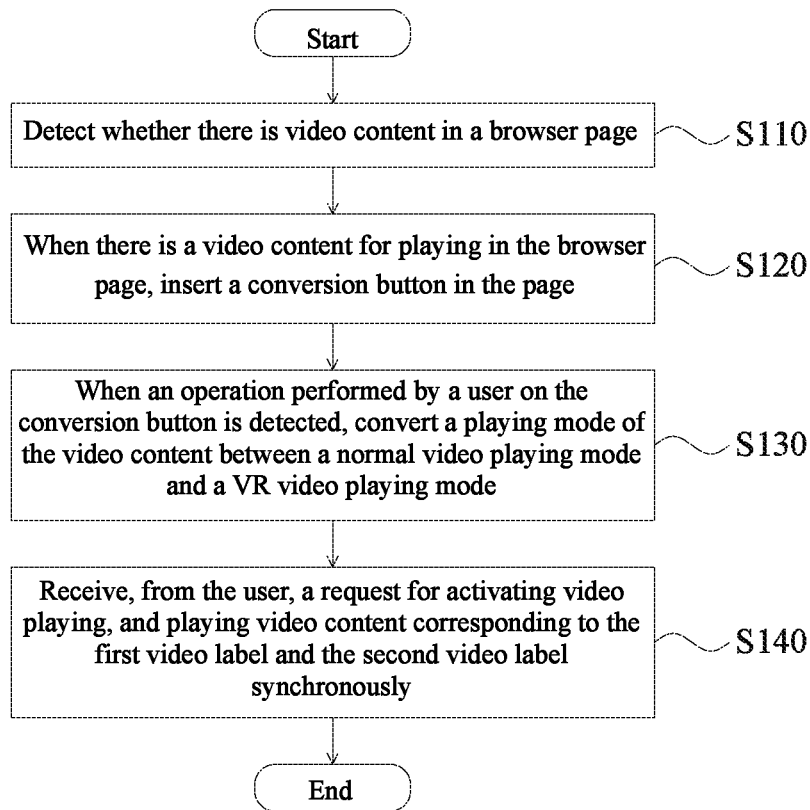 Start
Detect whether there is video content in a browser page
S110
When there is a video content for playing in the browser
page, insert a conversion button in the page
S120
When an operation performed by a user on the
conversion button is detected, convert a playing mode of
the video content between a normal video playing mode
and a VR video playing mode
S130
Receive, from the user, a request for activating video
playing, and playing video content corresponding to the
first video label and the second video label
synchronously
S140
End